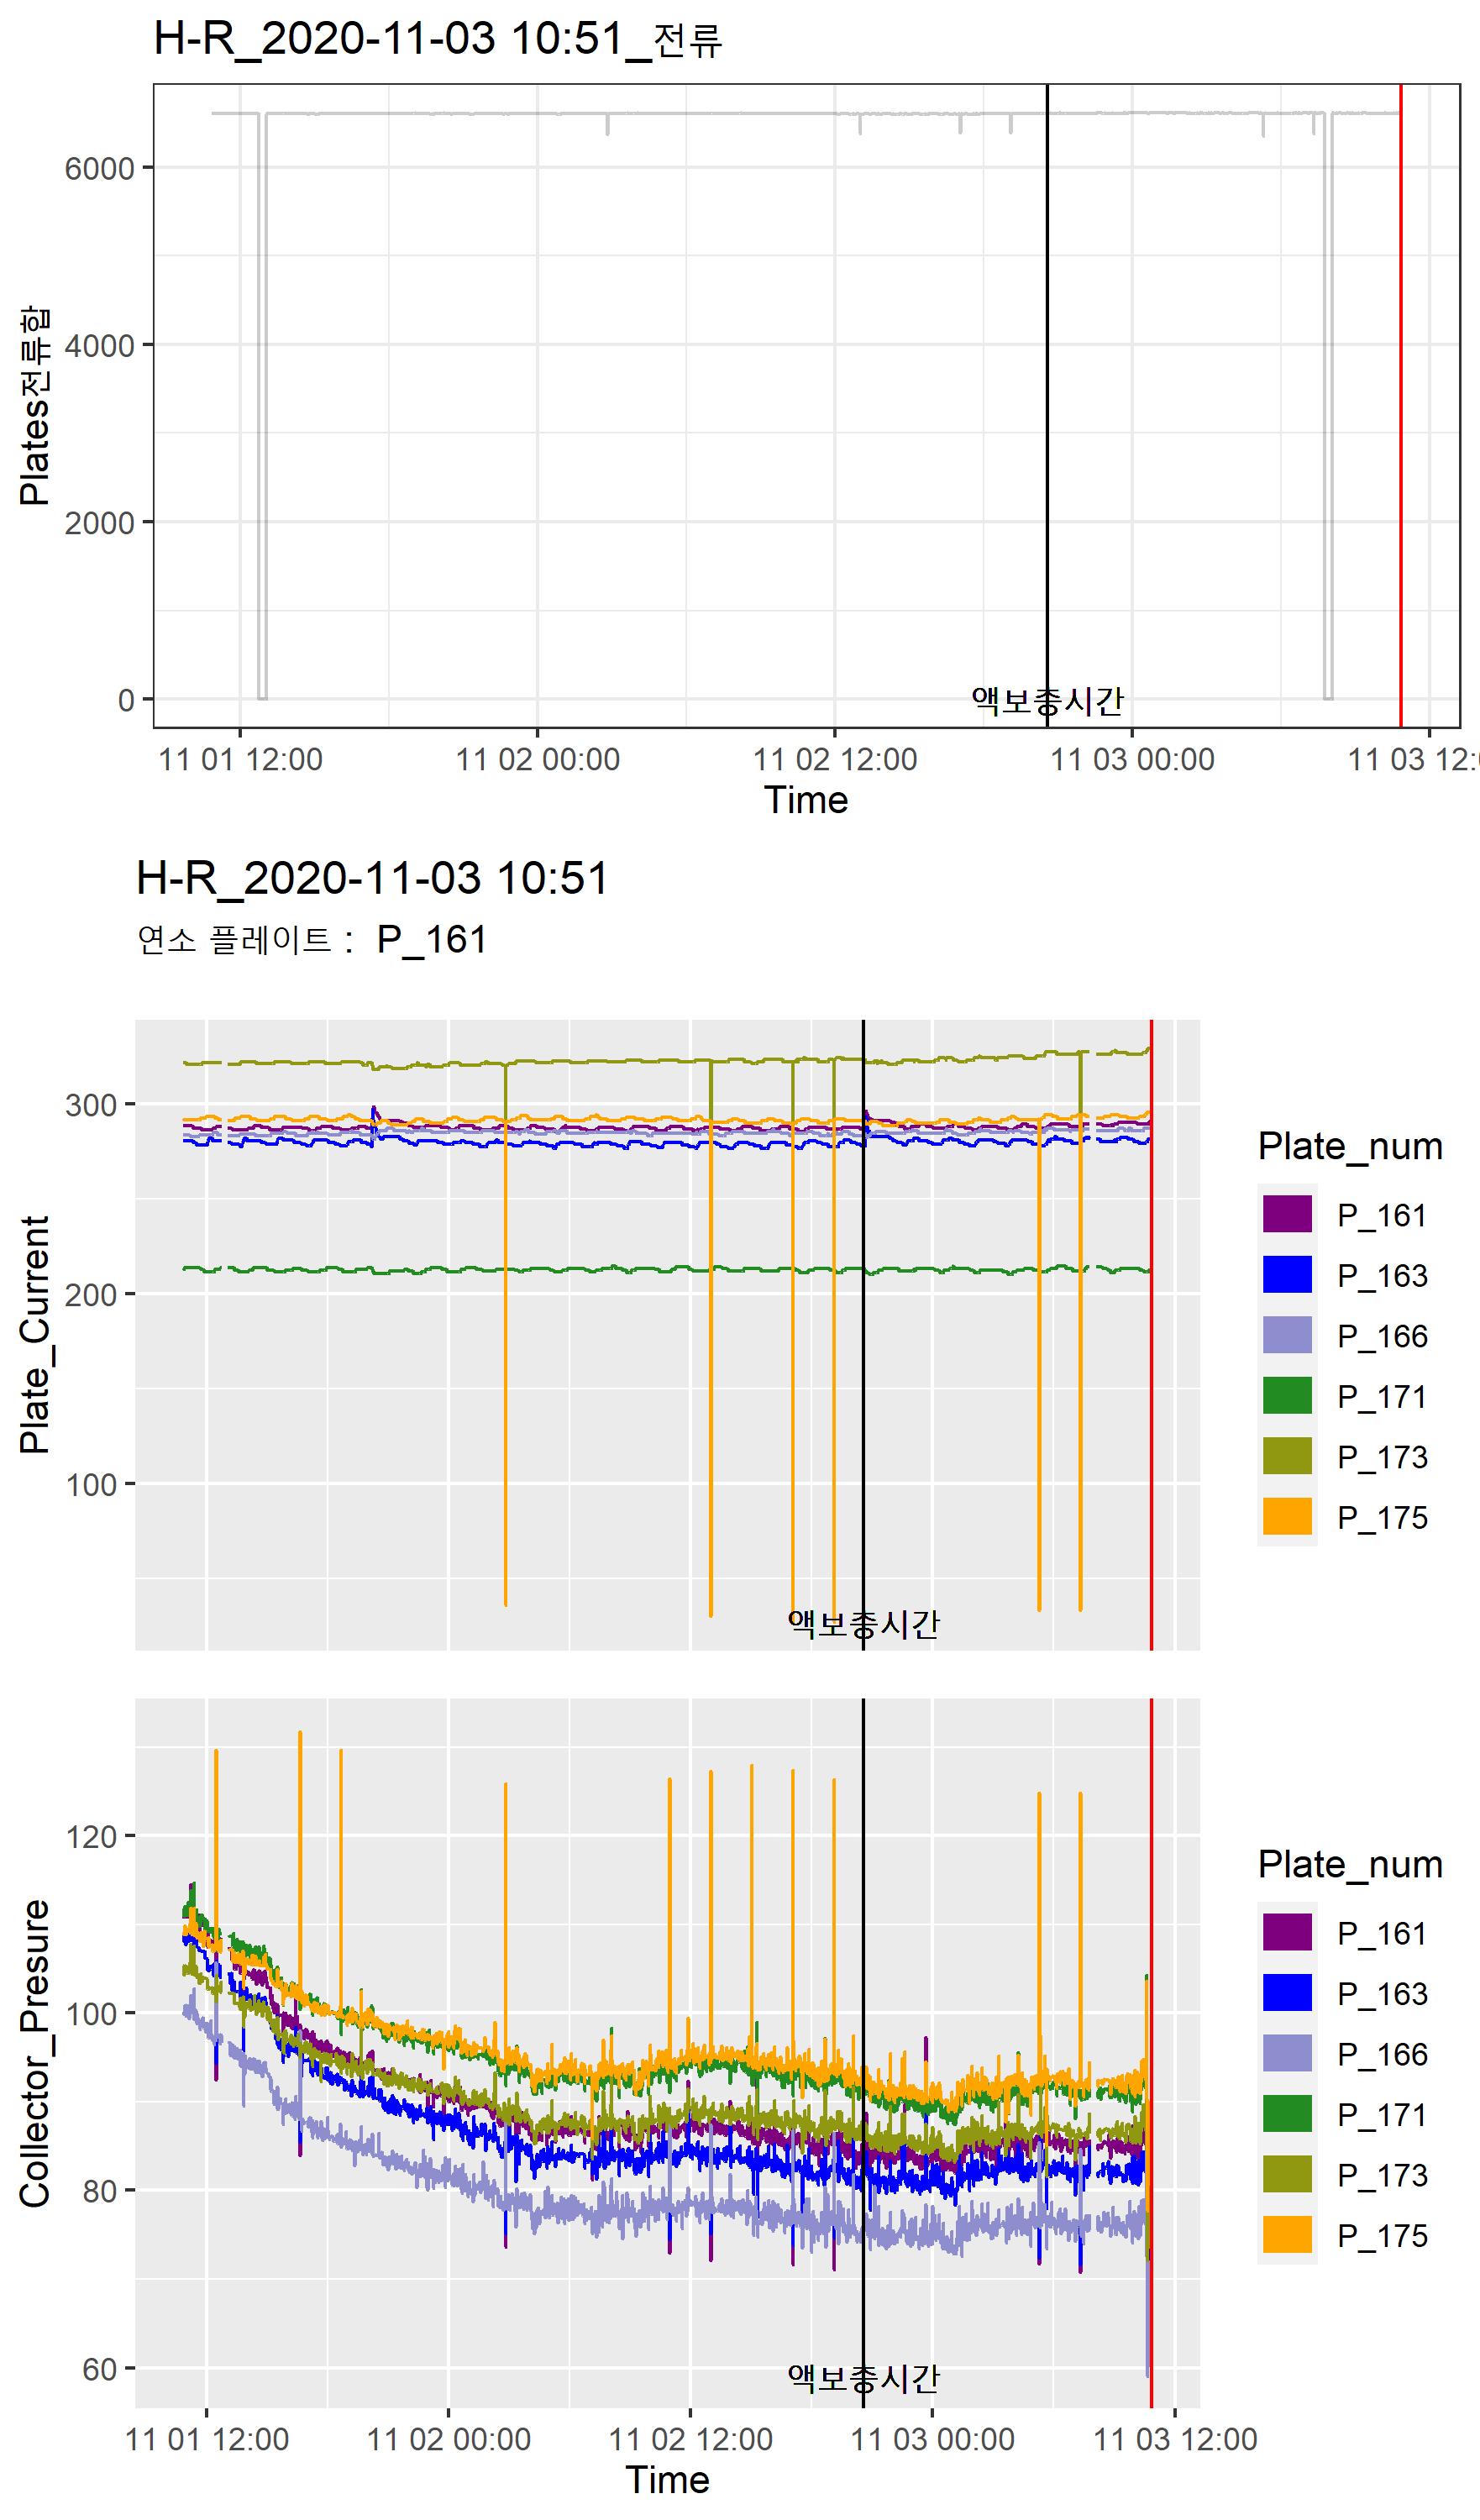 H-R_2020-11-03 10:51_전류
Plates전류합
6000
4000
2000
0
액보충시간
11 01 12:00
11 02 00:00
11 02 12:00
11 03 00:00
11 03 12:0
Time
H-R_2020-11-03 10:51
연소 플레이트 : P_161
Plate_Current
300
200
100
액보충시간
Plate_num
P_161
P_163
P_166
P_171
P_173
P_175
Collector_Presure
120
100
80
60
액보충시간
11 01 12:00
11 02 00:00
11 02 12:00
11 03 00:00
11 03 12:00
Time
Plate_num
P_161
P_163
P_166
P_171
P_173
P_175